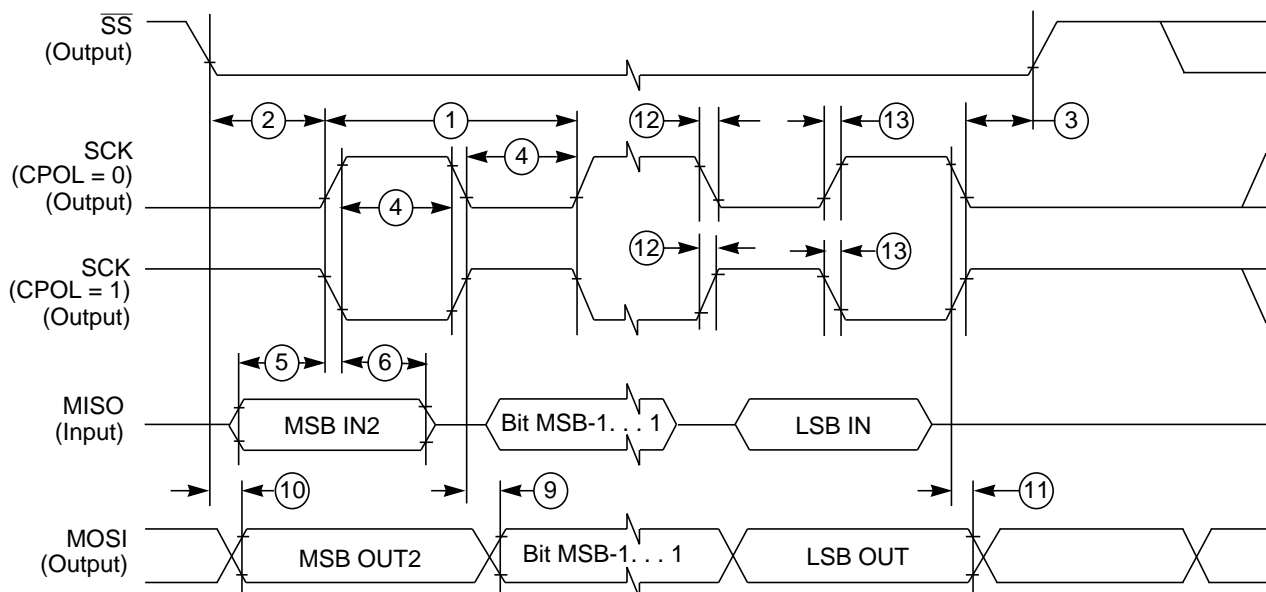 SS
(Output)
2
1
12
13
3
SCK
(CPOL = 0)
(Output)
4
4
SCK
(CPOL = 1)
(Output)
12
13
5
6
MISO
(Input)
MSB IN2
Bit MSB-1. . . 1
LSB IN
10
9
11
MOSI
(Output)
MSB OUT2
Bit MSB-1. . . 1
LSB OUT